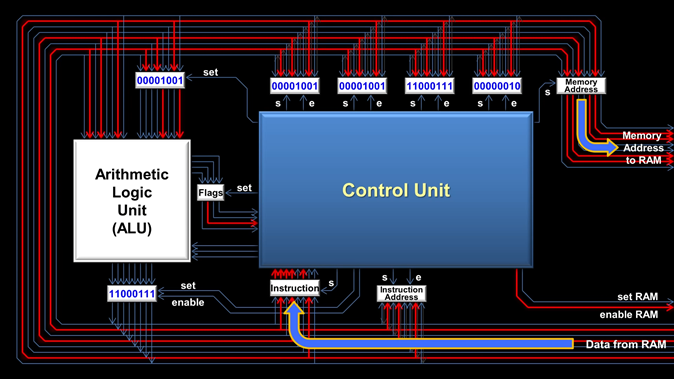 00001001
set
00001001
00001001
11000111
00000010
s e s e s e s e
s
Memory
Address
Memory
Address
to RAM
Arithmetic
Logic
Unit
(ALU)
Flags
set
Control Unit
Instruction
s
s e
Instruction
Address
11000111
set
enable
set RAM
enable RAM
Data from RAM